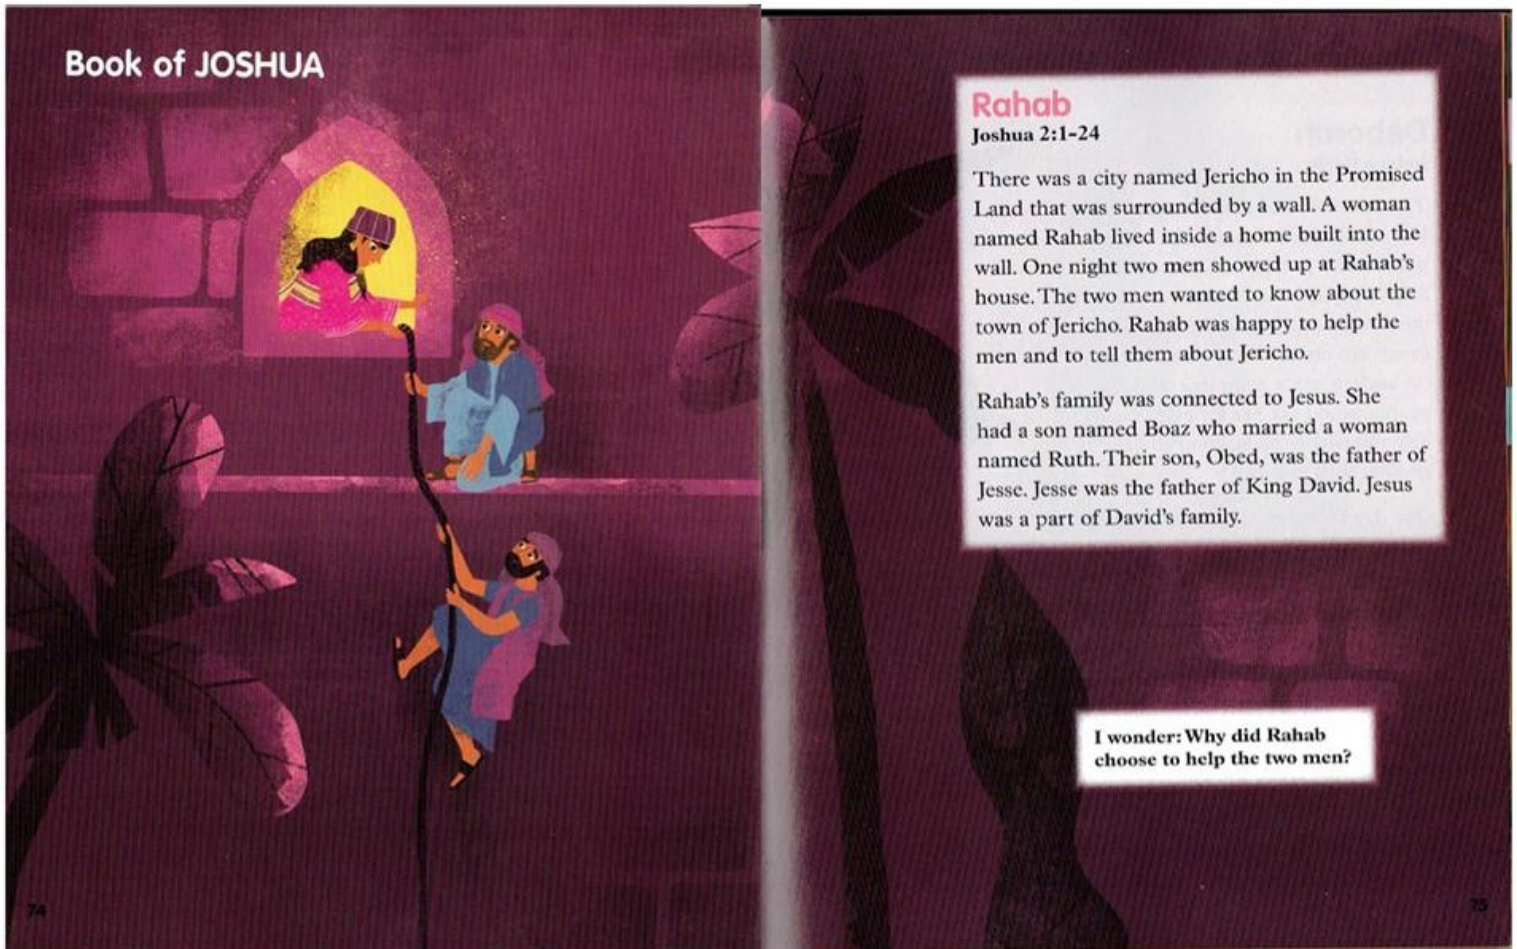 Book of JOSHUA
Rahab
Joshua 2:1-24
There was a city named Jericho in the Promised
Land that was surrounded by a wall. A woman
named Rahab lived inside a home built into the
wall. One night two men showed up at Rahab's
house. The two men wanted to know about the
town of Jericho. Rahab was happy to help the
men and to tell them about Jericho.
Rahab's family was connected to Jesus. She
had a son named Boaz who married a woman
named Ruth. Their son, Obed, was the father of
Jesse. Jesse was the father of King David. Jesus
was a part of David's family.
I wonder: Why did Rahab
choose to help the two men?
74
75